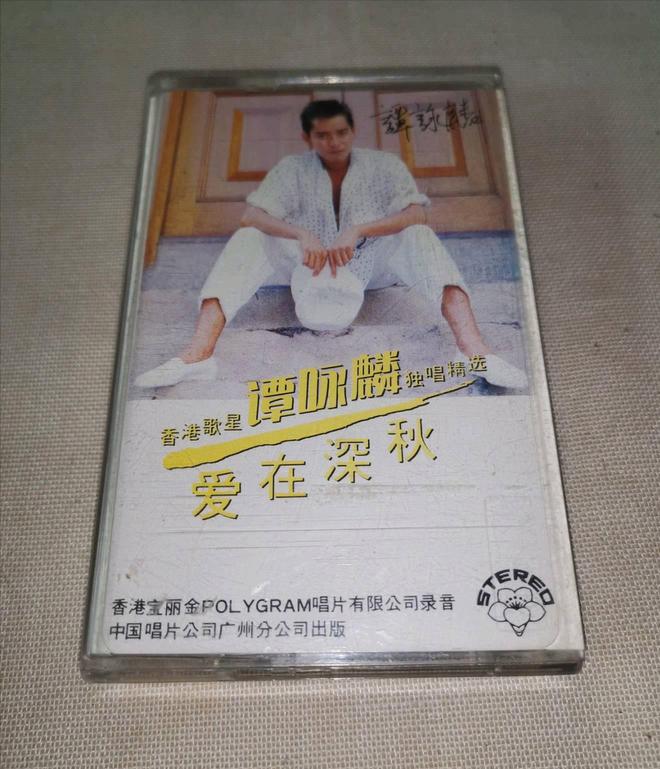 譚詠麟
香港歌星 谭咏麟 独唱精选
爱在深秋
STEREO
香港宝丽金POLYGRAM唱片有限公司录音
中国唱片公司广州分公司出版